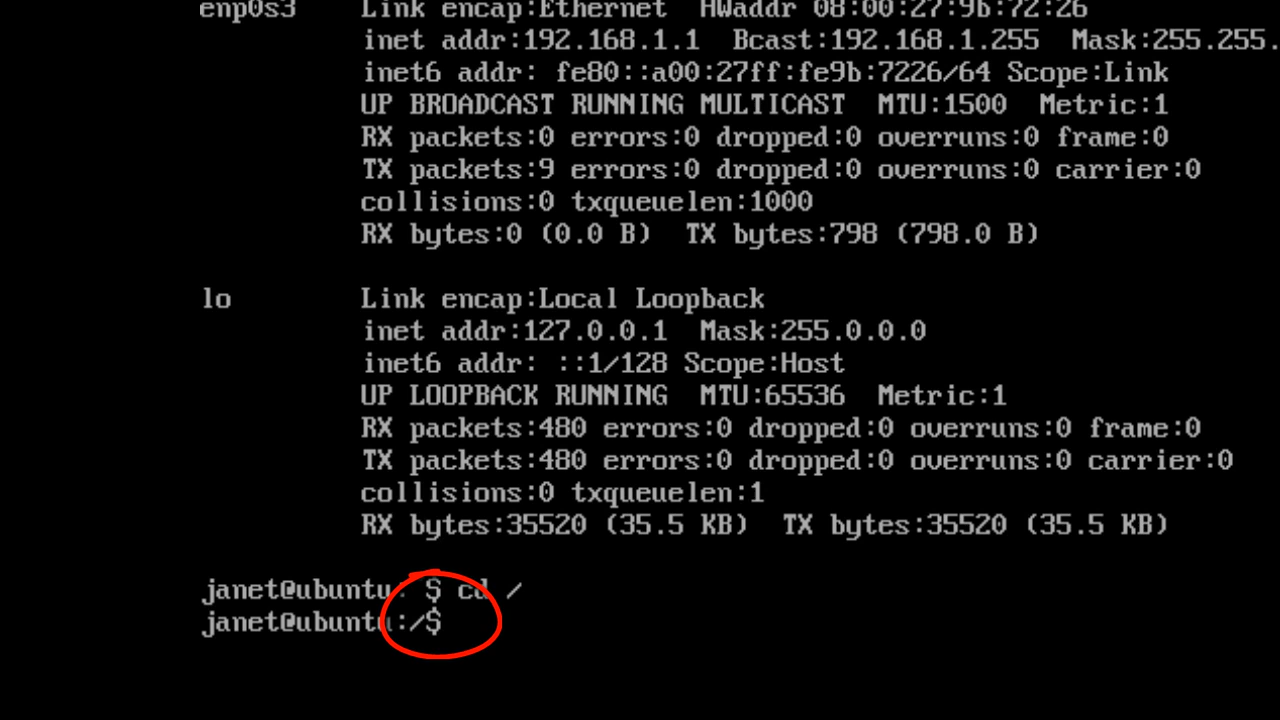 enp0s3 Link encap:Ethernet HWaddr 08:00:27:9b:72:26
inet addr:192.168.1.1 Bcast:192.168.1.255 Mask:255.255.
inet6 addr: fe80::a00:27ff:fe9b:7226/64 Scope:Link
UP BROADCAST RUNNING MULTICAST MTU:1500 Metric:1
RX packets:0 errors:0 dropped:0 overruns:0 frame:0
TX packets:9 errors:0 dropped:0 overruns:0 carrier:0
collisions:0 txqueuelen:1000
RX bytes:0 (0.0 B) TX bytes:798 (798.0 B)
lo Link encap:Local Loopback
inet addr:127.0.0.1 Mask:255.0.0.0
inet6 addr: ::1/128 Scope:Host
UP LOOPBACK RUNNING MTU:65536 Metric:1
RX packets:480 errors:0 dropped:0 overruns:0 frame:0
TX packets:480 errors:0 dropped:0 overruns:0 carrier:0
collisions:0 txqueuelen:1
RX bytes:35520 (35.5 KB) TX bytes:35520 (35.5 KB)
janet@ubuntu: $ cd /
janet@ubuntu:/$